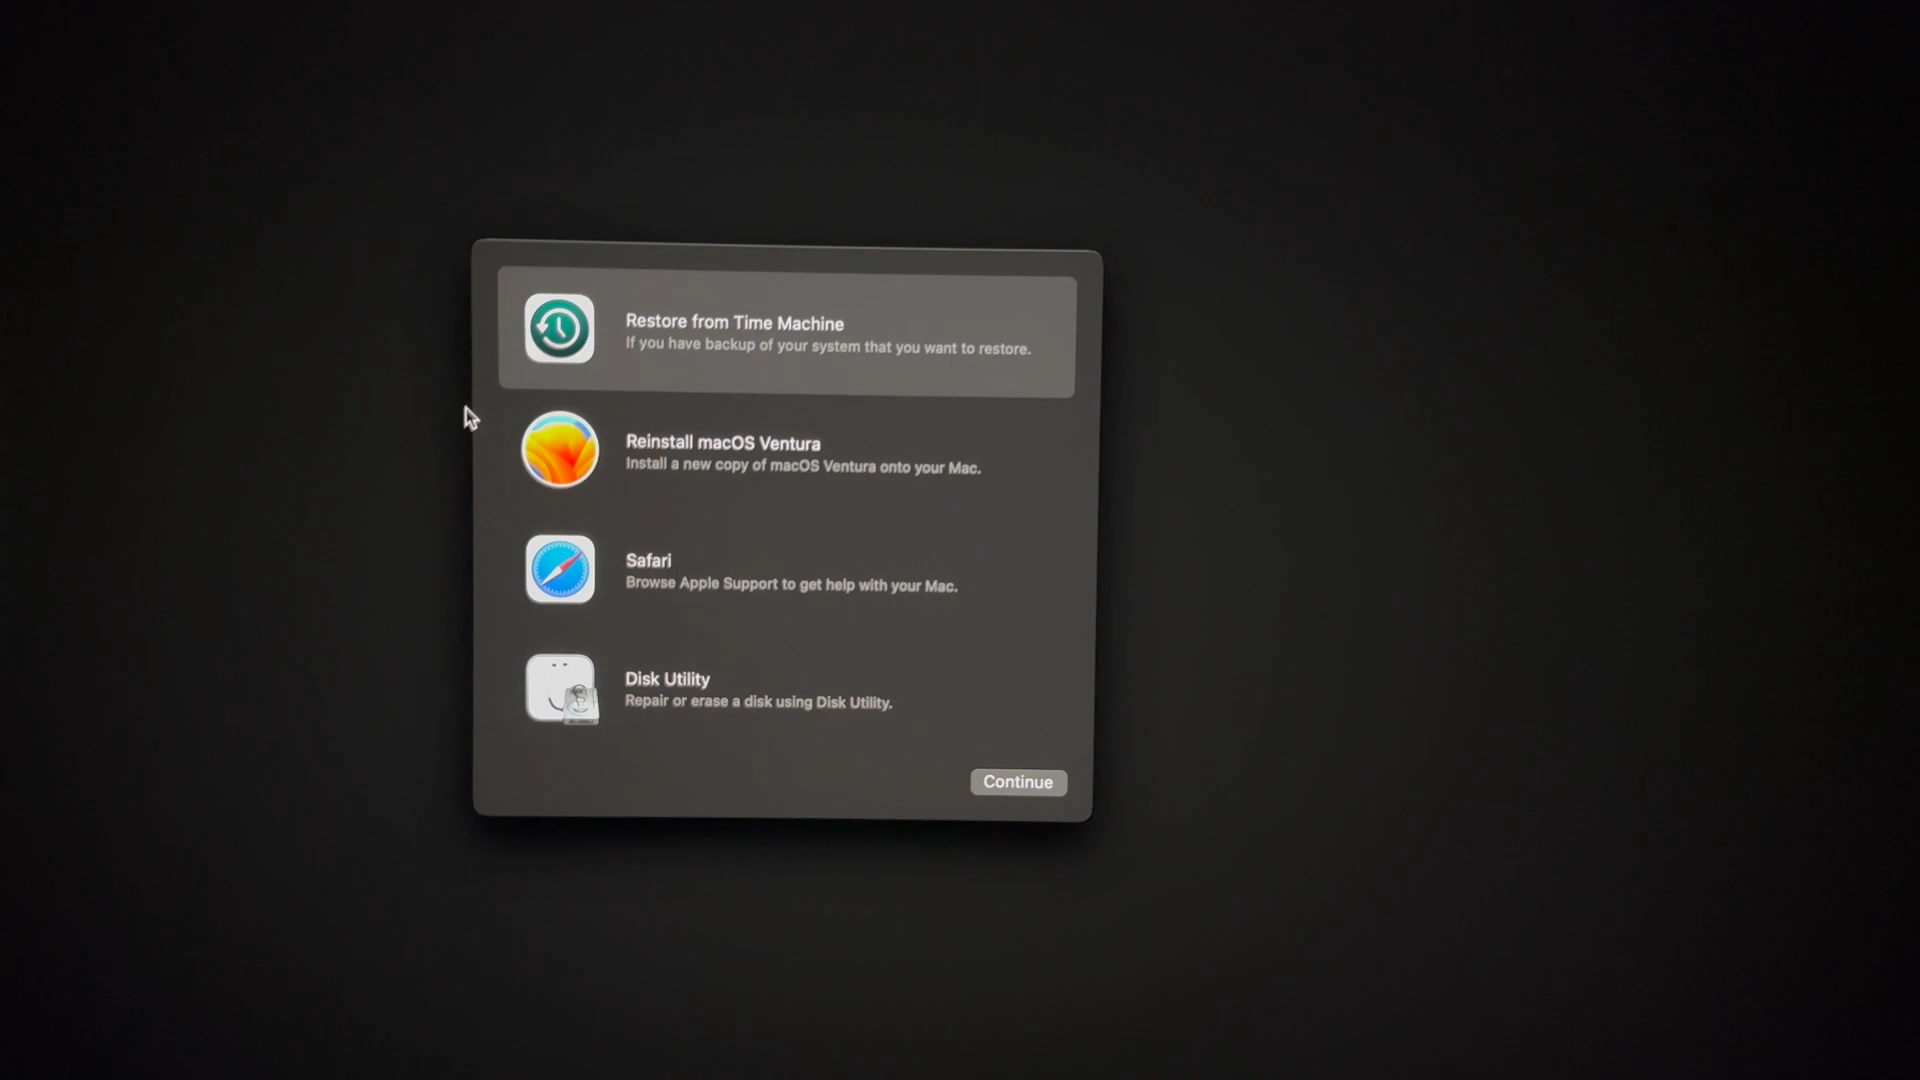 Restore from Time Machine
If you have backup of your system that you want to restore.
Reinstall macOS Ventura
Install a new copy of macOS Ventura onto your Mac.
Safari
Browse Apple Support to get help with your Mac.
Disk Utility
Repair or erase a disk using Disk Utility.
Continue